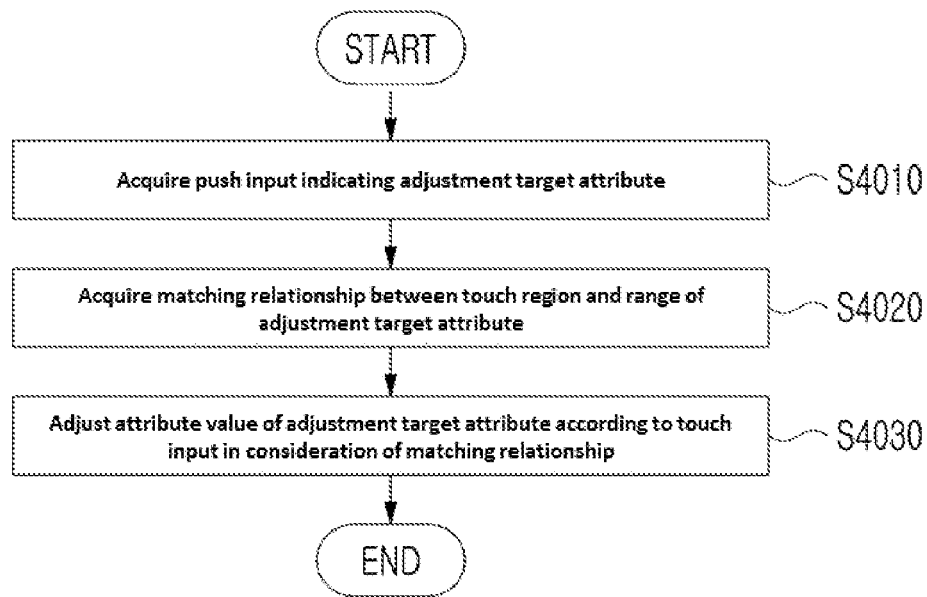 START
Acquire push input indicating adjustment target attribute
S4010
Acquire matching relationship between touch region and range of
adjustment target attribute
S4020
Adjust attribute value of adjustment target attribute according to touch
input in consideration of matching relationship
S4030
END